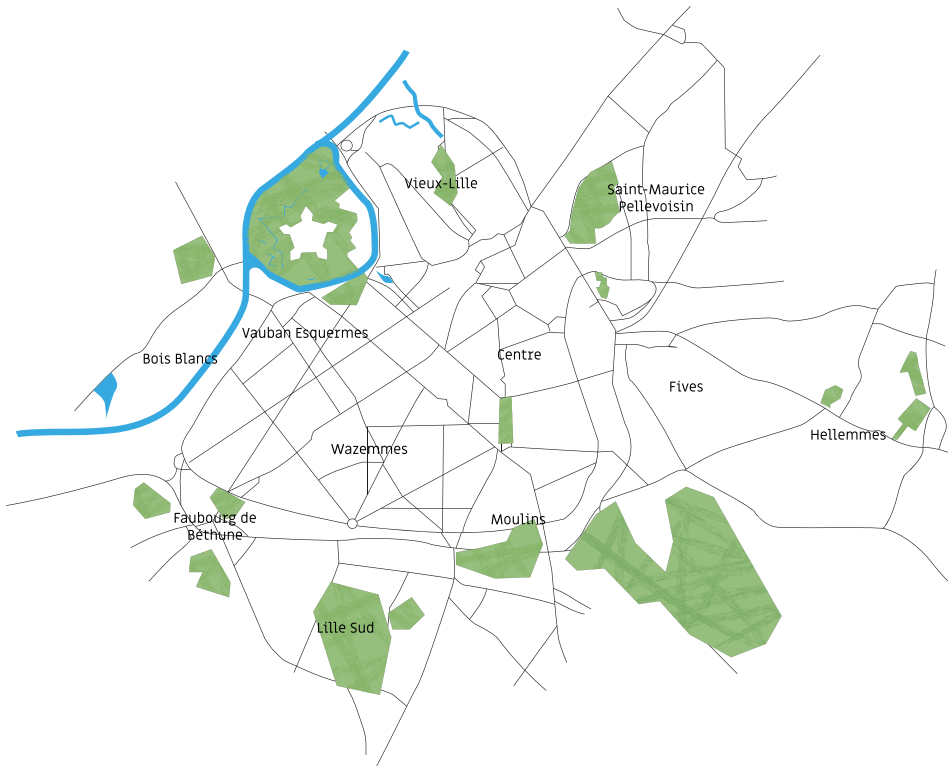 Vieux-Lille
Saint-Maurice
Pellevoisin
Vauban Esquermes
Bois Blancs
Centre
Fives
Hellemmes
Wazemmes
Faubourg de
Béthune
Moulins
Lille Sud